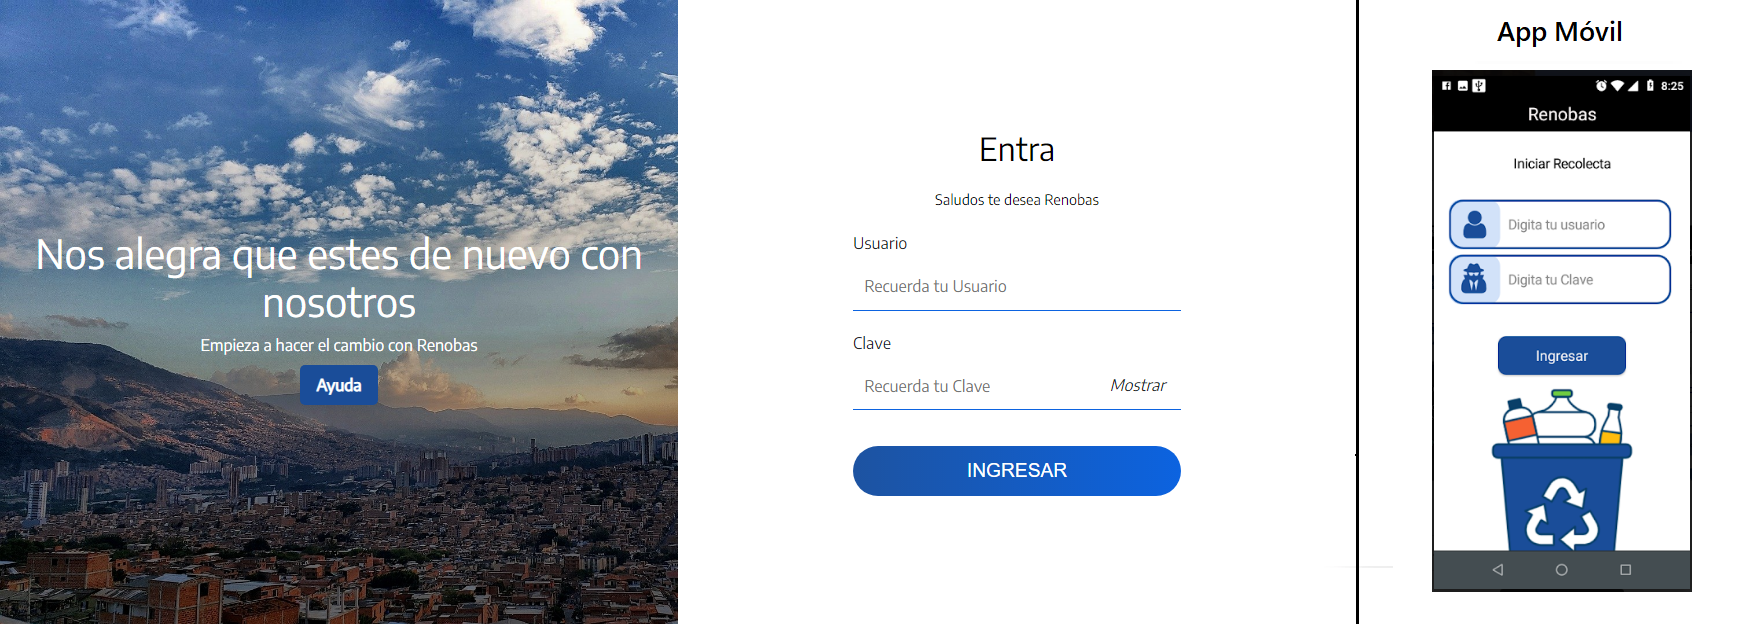 Nos alegra que estes de nuevo con
nosotros
Empieza a hacer el cambio con Renobas
Ayuda
Entra
Saludos te desea Renobas
Usuario
Recuerda tu Usuario
Clave
Recuerda tu Clave
Mostrar
INGRESAR
App Móvil
8:25
Renobas
Iniciar Recolecta
Digita tu usuario
Digita tu Clave
Ingresar